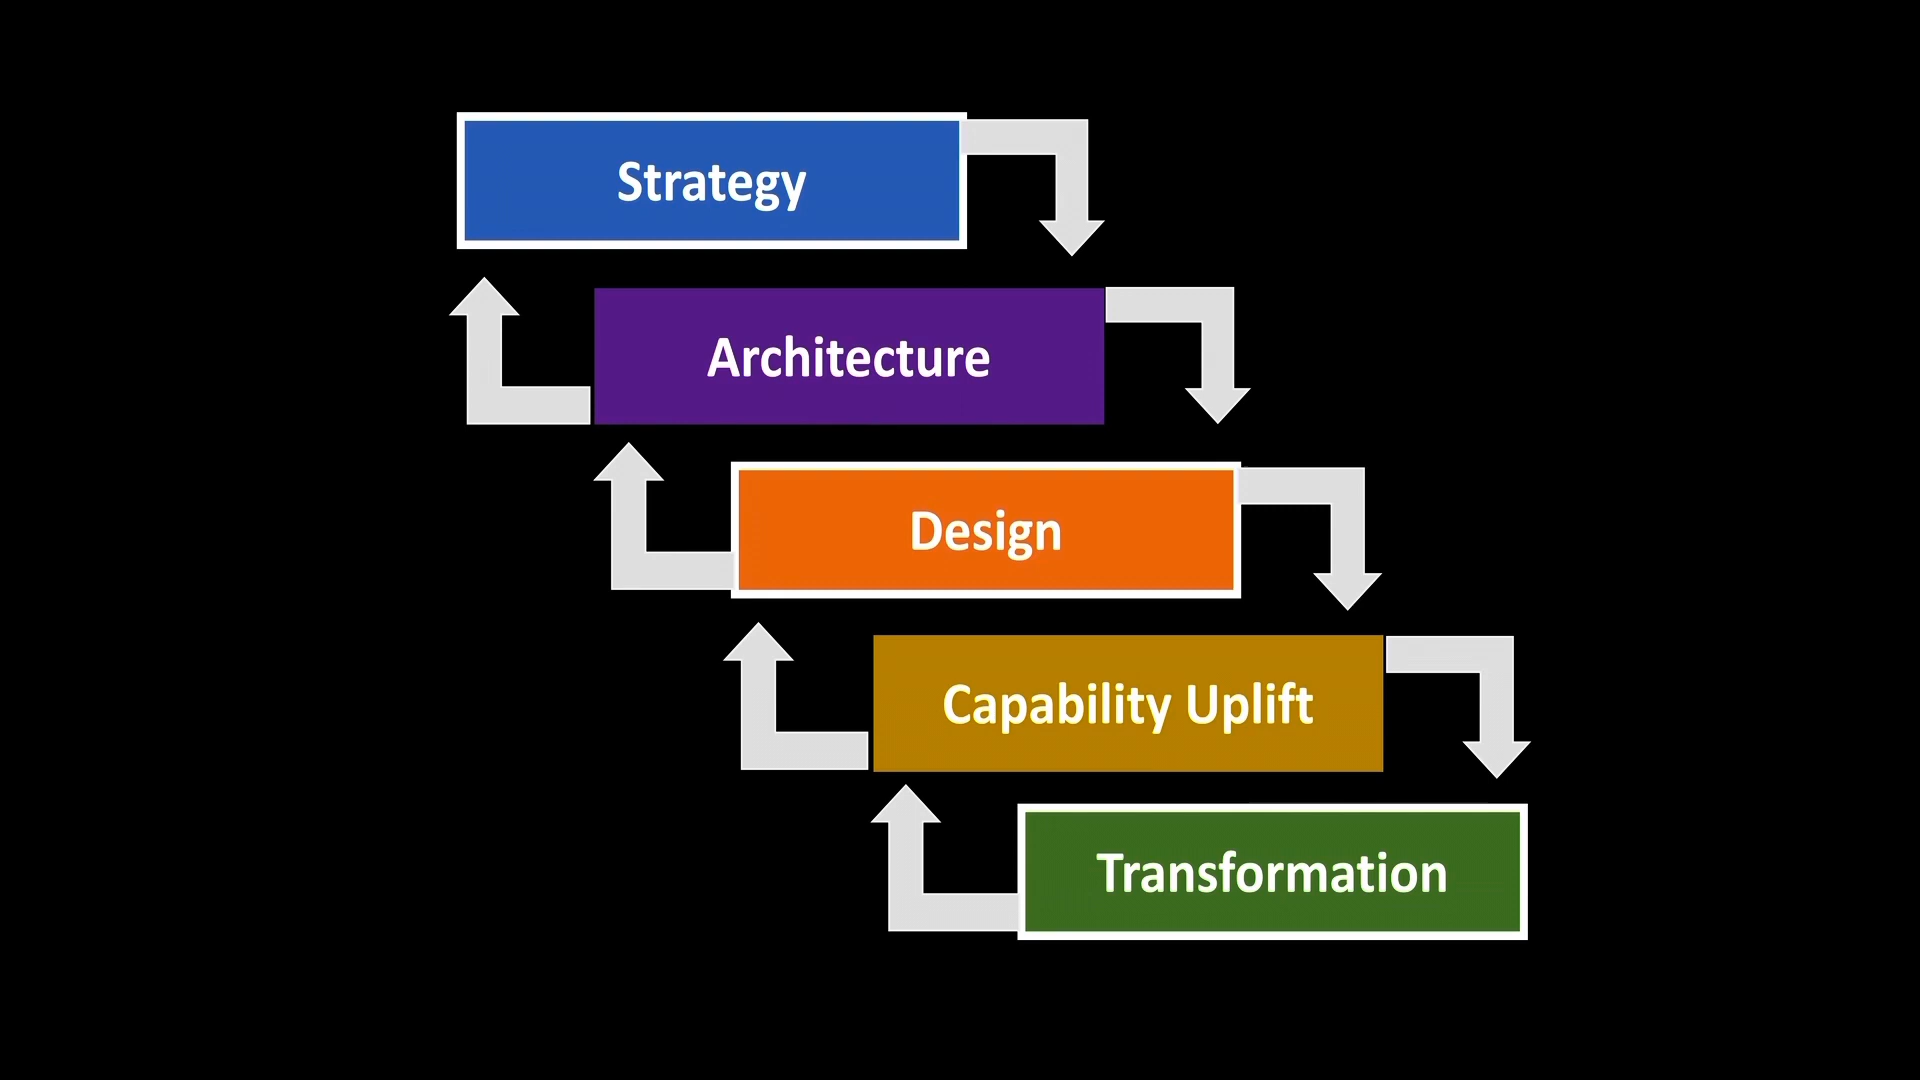 Strategy
Architecture
Design
Capability Uplift
Transformation